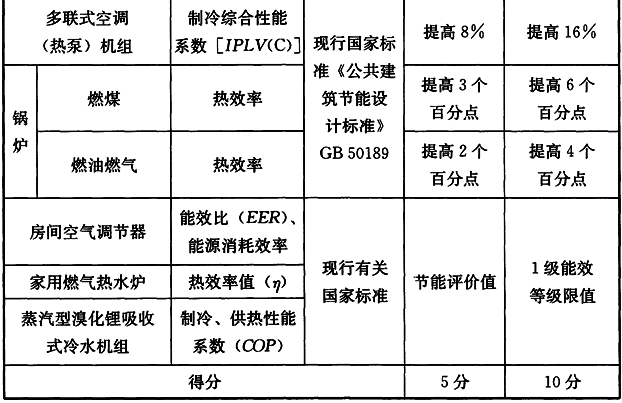 多联式空调
（热泵）机组
制冷综合性能
系数［IPLV(C)］
现行国家标
准《公共建
筑节能设
计标准》
GB 50189
提高 8%
提高 16%
锅
炉
燃煤
热效率
提高 3 个
百分点
提高 6 个
百分点
燃油燃气
热效率
提高 2 个
百分点
提高 4 个
百分点
房间空气调节器
能效比（EER）、
能源消耗效率
现行有关
国家标准
节能评价值
1 级能效
等级限值
家用燃气热水炉
热效率值（η）
蒸汽型溴化锂吸收
式冷水机组
制冷、供热性能
系数（COP）
得分
5 分
10 分